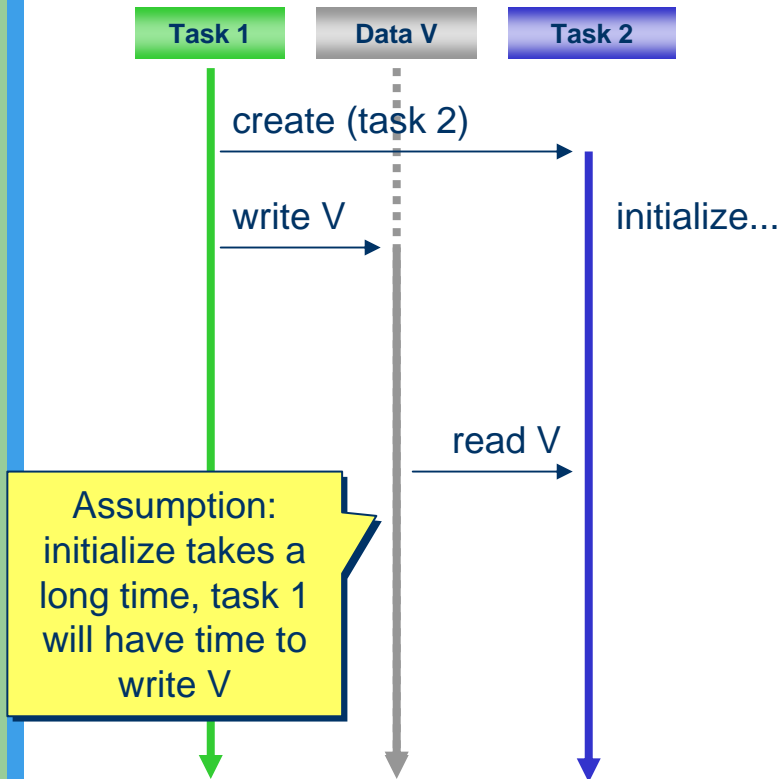 Task 1
Data V
Task 2
create (task 2)
write V
initialize...
read V
Assumption:
initialize takes a
long time, task 1
will have time to
write V